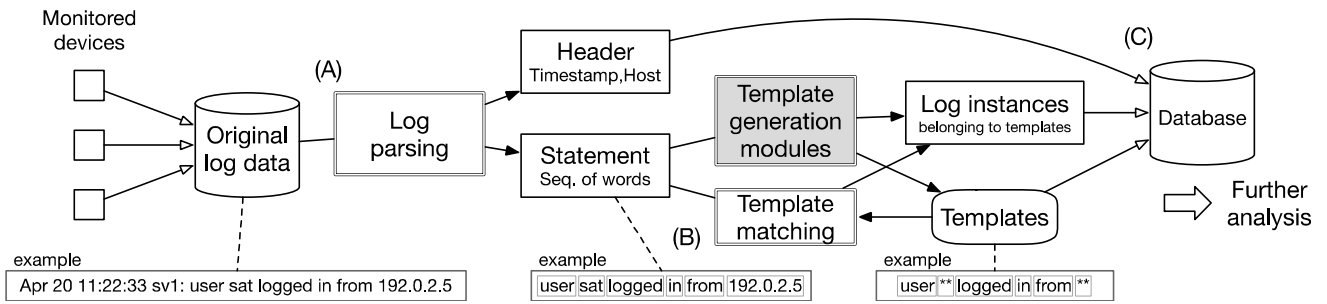 Monitored
devices
Original
log data
(A)
Log
parsing
Header
Timestamp,Host
Statement
Seq. of words
Template
generation
modules
(B)
Template
matching
Log instances
belonging to templates
Templates
(C)
Database
Further
analysis
example
Apr 20 11:22:33 sv1: user sat logged in from 192.0.2.5
example
user sat logged in from 192.0.2.5
example
user ** logged in from **